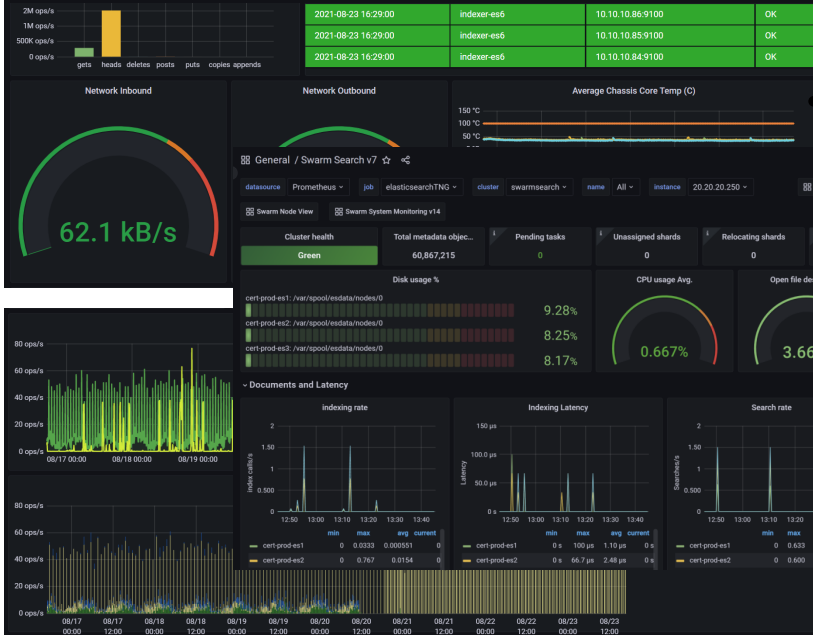 2M ops/s
1M ops/s
500K ops/s
0 ops/s
gets heads deletes posts puts copies appends
2021-08-23 16:29:00 indexer-es6 10.10.10.86:9100 OK
2021-08-23 16:29:00 indexer-es6 10.10.10.85:9100 OK
2021-08-23 16:29:00 indexer-es6 10.10.10.84:9100 OK
Network Inbound
62.1 kB/s
Network Outbound
Average Chassis Core Temp (C)
150 °C
100 °C
50 °C
General / Swarm Search v7
datasource Prometheus job elasticsearchTNG cluster swarmsearch name All instance 20.20.20.250
Swarm Node View Swarm System Monitoring v14
Cluster health Total metadata objec... Pending tasks Unassigned shards Relocating shards
Green 60,867,215 0 0 0
Disk usage %
cert-prod-es1: /var/spool/esdata/nodes/0
9.28%
cert-prod-es2: /var/spool/esdata/nodes/0
8.25%
cert-prod-es3: /var/spool/esdata/nodes/0
8.17%
CPU usage Avg.
0.667%
Open file de
3.66
Documents and Latency
indexing rate
index calls/s
2
1.50
1
0.500
0
12:50 13:00 13:10 13:20 13:30 13:40
min max avg current
cert-prod-es1 0 0.0333 0.000551 0
cert-prod-es2 0 0.767 0.0154 0
Indexing Latency
Latency
150 µs
100.0 µs
50.0 µs
0 s
12:50 13:00 13:10 13:20 13:30 13:40
min max avg current
cert-prod-es1 0 s 100 µs 1.10 µs 0 s
cert-prod-es2 0 s 66.7 µs 2.48 µs 0 s
Search rate
Searches/s
2
1.50
1
0.500
0
12:50 13:00 13:10 13:20
min max
cert-prod-es1 0 0.633
cert-prod-es2 0 0.600
80 ops/s
60 ops/s
40 ops/s
20 ops/s
0 ops/s
08/17 00:00 08/18 00:00 08/19 00:00
80 ops/s
60 ops/s
40 ops/s
20 ops/s
0 ops/s
08/17 08/17 08/18 08/18 08/19 08/19 08/20 08/20 08/21 08/21 08/22 08/22 08/23 08/23
00:00 12:00 00:00 12:00 00:00 12:00 00:00 12:00 00:00 12:00 00:00 12:00 00:00 12:00